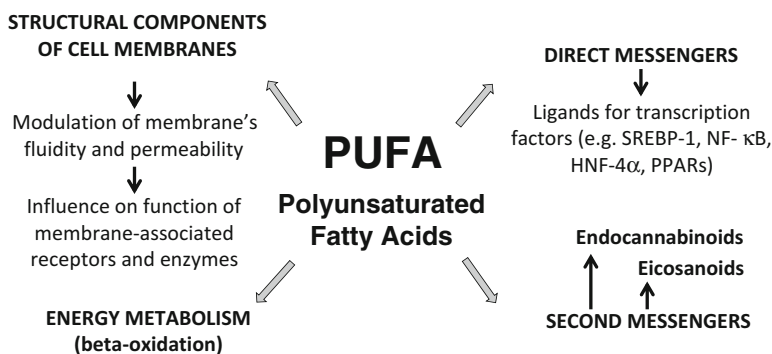 STRUCTURAL COMPONENTS
OF CELL MEMBRANES
Modulation of membrane's
fluidity and permeability
Influence on function of
membrane-associated
receptors and enzymes
ENERGY METABOLISM
(beta-oxidation)
PUFA
Polyunsaturated
Fatty Acids
DIRECT MESSENGERS
Ligands for transcription
factors (e.g. SREBP-1, NF- κB,
HNF-4α, PPARs)
Endocannabinoids
Eicosanoids
SECOND MESSENGERS